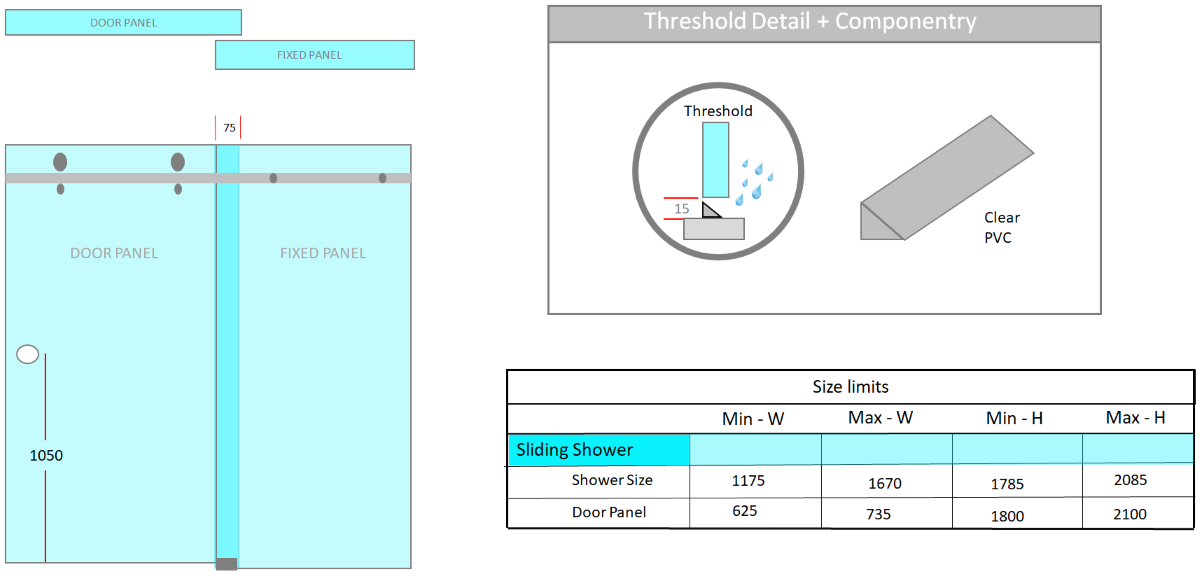 DOOR PANEL
FIXED PANEL
75
DOOR PANEL
FIXED PANEL
1050
Threshold Detail + Componentry
Threshold
15
Clear
PVC
Size limits
Min - W Max - W Min - H Max - H
Sliding Shower
Shower Size 1175 1670 1785 2085
Door Panel 625 735 1800 2100